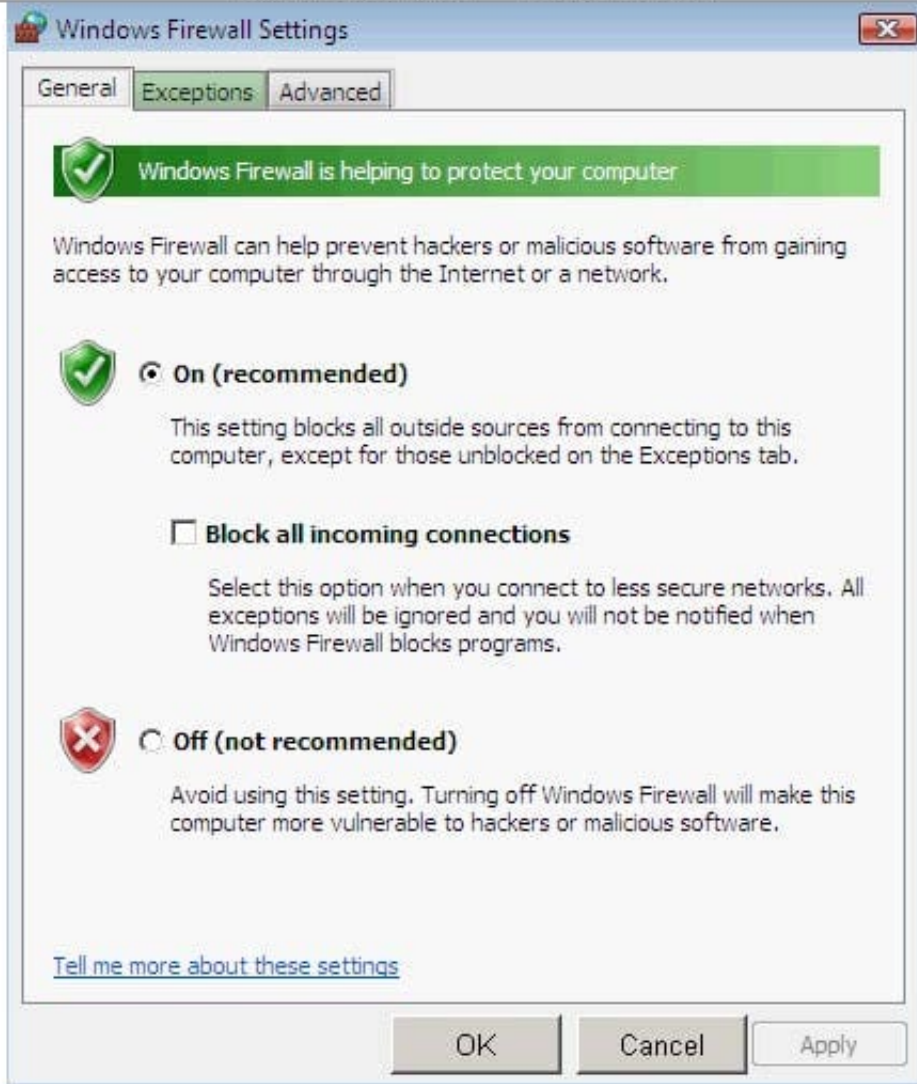 Windows Firewall Settings
General Exceptions Advanced
Windows Firewall is helping to protect your computer
Windows Firewall can help prevent hackers or malicious software from gaining
access to your computer through the Internet or a network.
On (recommended)
This setting blocks all outside sources from connecting to this
computer, except for those unblocked on the Exceptions tab.
Block all incoming connections
Select this option when you connect to less secure networks. All
exceptions will be ignored and you will not be notified when
Windows Firewall blocks programs.
Off (not recommended)
Avoid using this setting. Turning off Windows Firewall will make this
computer more vulnerable to hackers or malicious software.
Tell me more about these settings
OK Cancel Apply